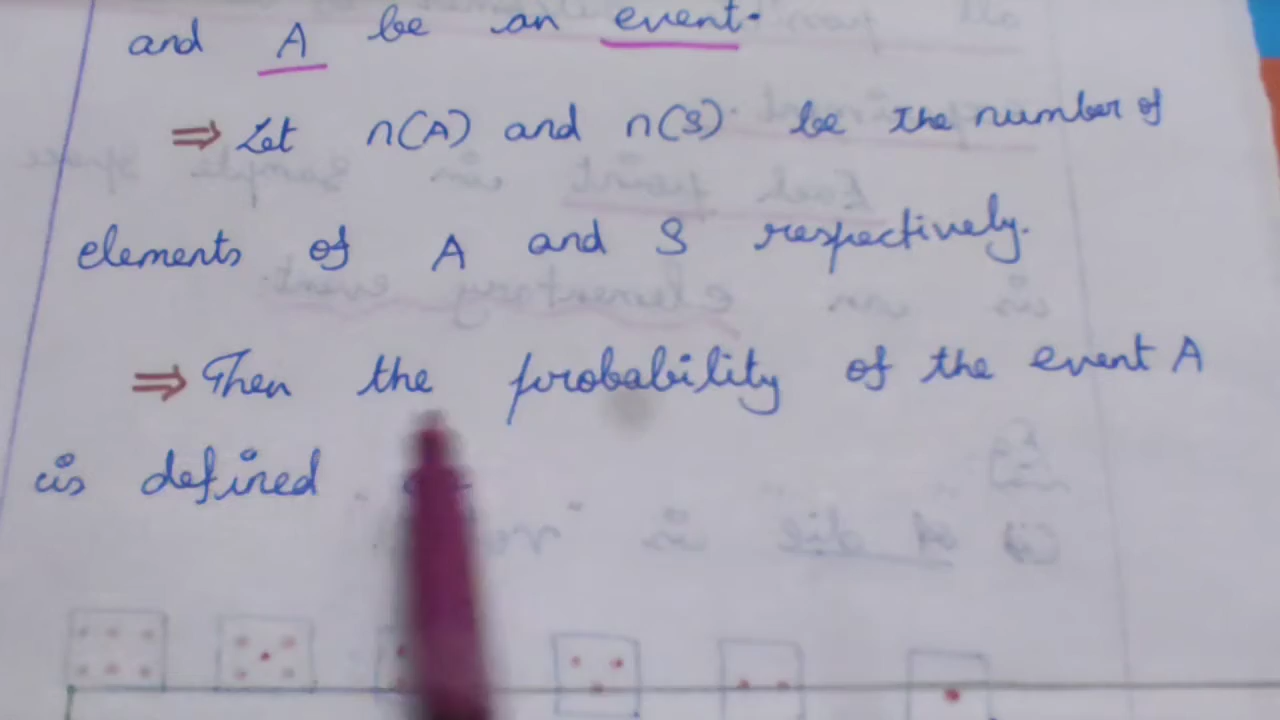 and A be an event.
⇒ Let n(A) and n(S) be the number of
elements of A and S respectively.
⇒ Then the probability of the event A
is defined